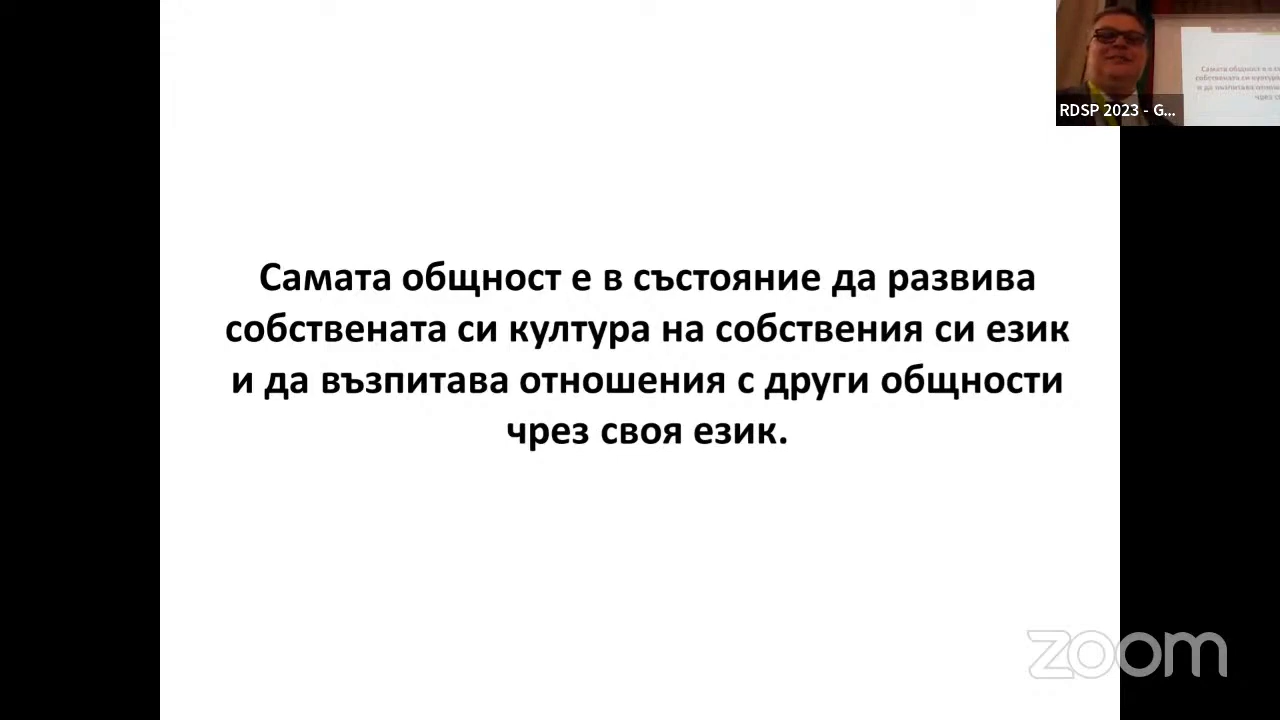 RDSP 2023 - G...
Самата общност е в състояние да развива
собствената си култура на собствения си език
и да възпитава отношения с други общности
чрез своя език.
zoom